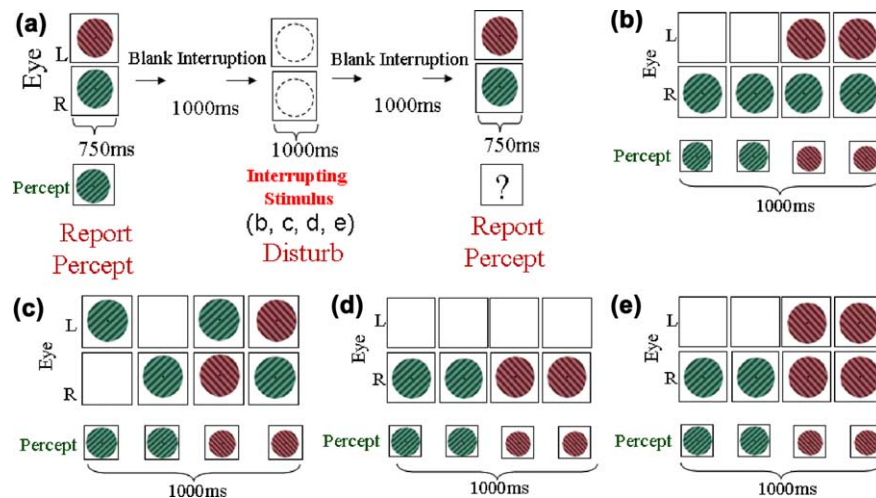 (a)
Eye
L
R
Blank Interruption
1000ms
Blank Interruption
1000ms
750ms
1000ms
750ms
Percept
Interrupting
Stimulus
(b, c, d, e)
Disturb
?
Report
Percept
Report
Percept
(b)
L
Eye
R
Percept
1000ms
(c)
L
Eye
R
Percept
1000ms
(d)
L
Eye
R
Percept
1000ms
(e)
L
Eye
R
Percept
1000ms